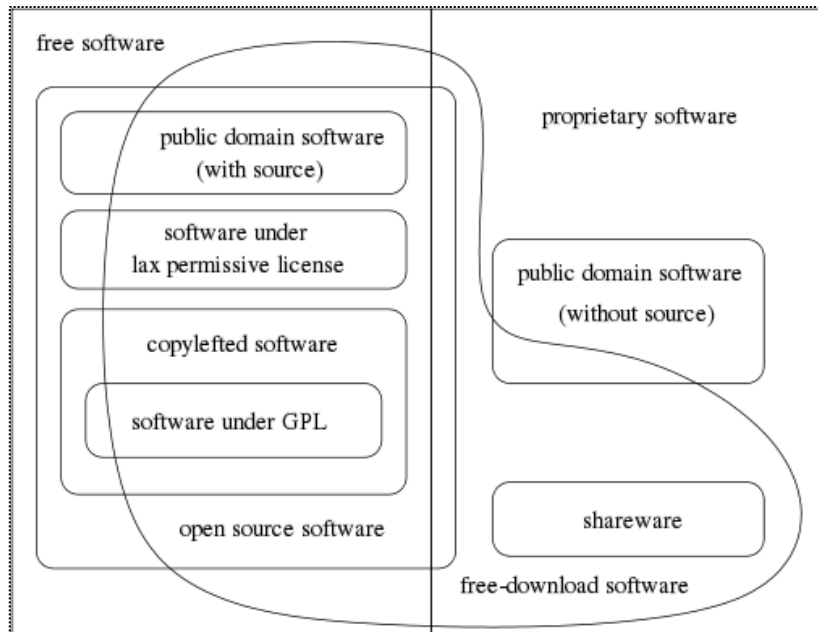 free software
public domain software
(with source)
software under
lax permissive license
copylefted software
software under GPL
open source software
proprietary software
public domain software
(without source)
shareware
free-download software